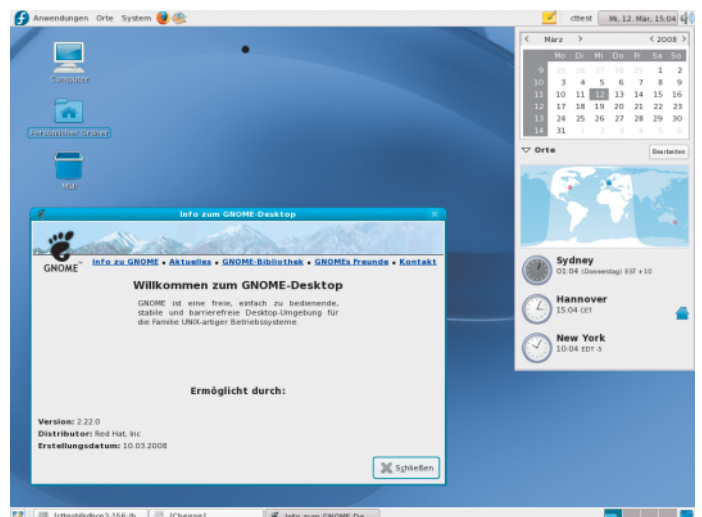 Anwendungen Orte System
cttest
Mi, 12. Mär, 15:04
Computer
Persönlicher Ordner
Müll
< März >
< 2008 >
Mo Di Mi Do Fr Sa So
9 25 26 27 28 29 1 2
10 3 4 5 6 7 8 9
11 10 11 12 13 14 15 16
12 17 18 19 20 21 22 23
13 24 25 26 27 28 29 30
14 31 1 2 3 4 5 6
Orte
Bearbeiten
Sydney
01:04 (Donnerstag) EST +10
Hannover
15:04 CET
New York
10:04 EDT -5
Info zum GNOME-Desktop
GNOME™
Info zu GNOME • Aktuelles • GNOME-Bibliothek • GNOMEs Freunde • Kontakt
Willkommen zum GNOME-Desktop
GNOME ist eine freie, einfach zu bedienende,
stabile und barrierefreie Desktop-Umgebung für
die Familie UNIX-artiger Betriebssysteme.
Ermöglicht durch:
Version: 2.22.0
Distributor: Red Hat, Inc
Erstellungsdatum: 10.03.2008
Schließen
[Cheese]
Info zum GNOME-De